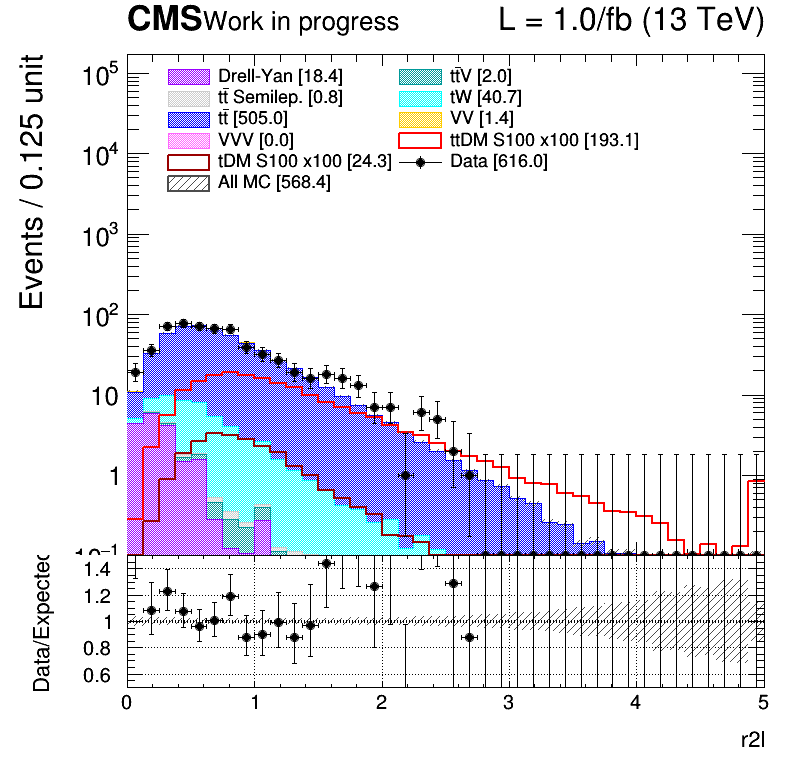 CMS Work in progress L = 1.0/fb (13 TeV)
Events / 0.125 unit
10⁵
10⁴
10³
10²
10
1
10⁻¹
Drell-Yan [18.4]
tt̄ Semilep. [0.8]
tt̄ [505.0]
VVV [0.0]
tDM S100 x100 [24.3]
All MC [568.4]
tt̄V [2.0]
tW [40.7]
VV [1.4]
ttDM S100 x100 [193.1]
Data [616.0]
Data/Expected
1.4
1.2
1
0.8
0.6
0 1 2 3 4 5
r2l